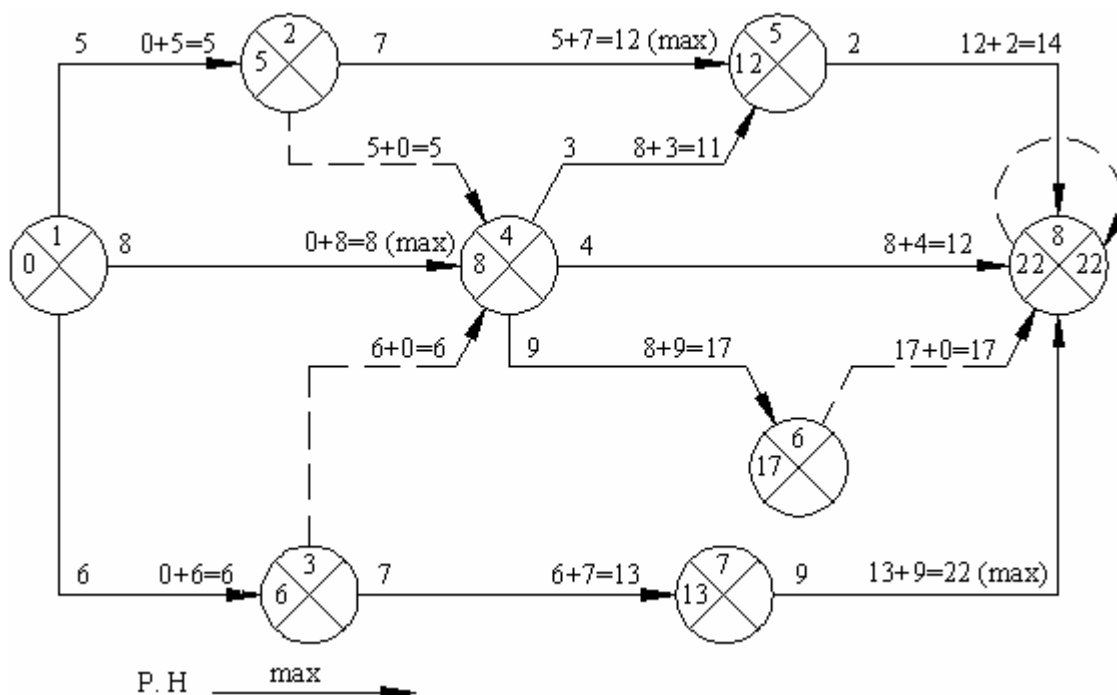 5 0+5=5 2 5 7 5+7=12 (max) 5 12 2 12+2=14
5+0=5 3 8+3=11
1 0 8 0+8=8 (max) 4 8 4 8+4=12 8 22 22
6+0=6 9 8+9=17 17+0=17
6 17
6 0+6=6 3 6 7 6+7=13 7 13 9 13+9=22 (max)
P. H max